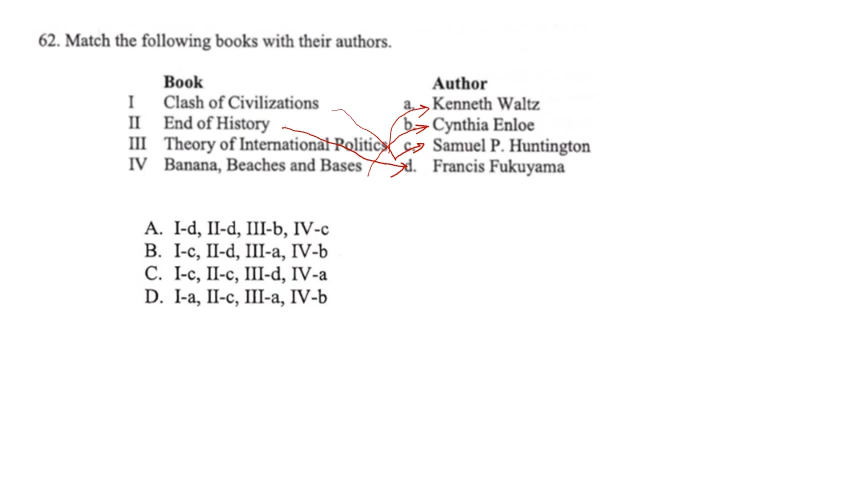 62. Match the following books with their authors.
Book Author
I Clash of Civilizations a. Kenneth Waltz
II End of History b. Cynthia Enloe
III Theory of International Politics c. Samuel P. Huntington
IV Banana, Beaches and Bases d. Francis Fukuyama
A. I-d, II-d, III-b, IV-c
B. I-c, II-d, III-a, IV-b
C. I-c, II-c, III-d, IV-a
D. I-a, II-c, III-a, IV-b